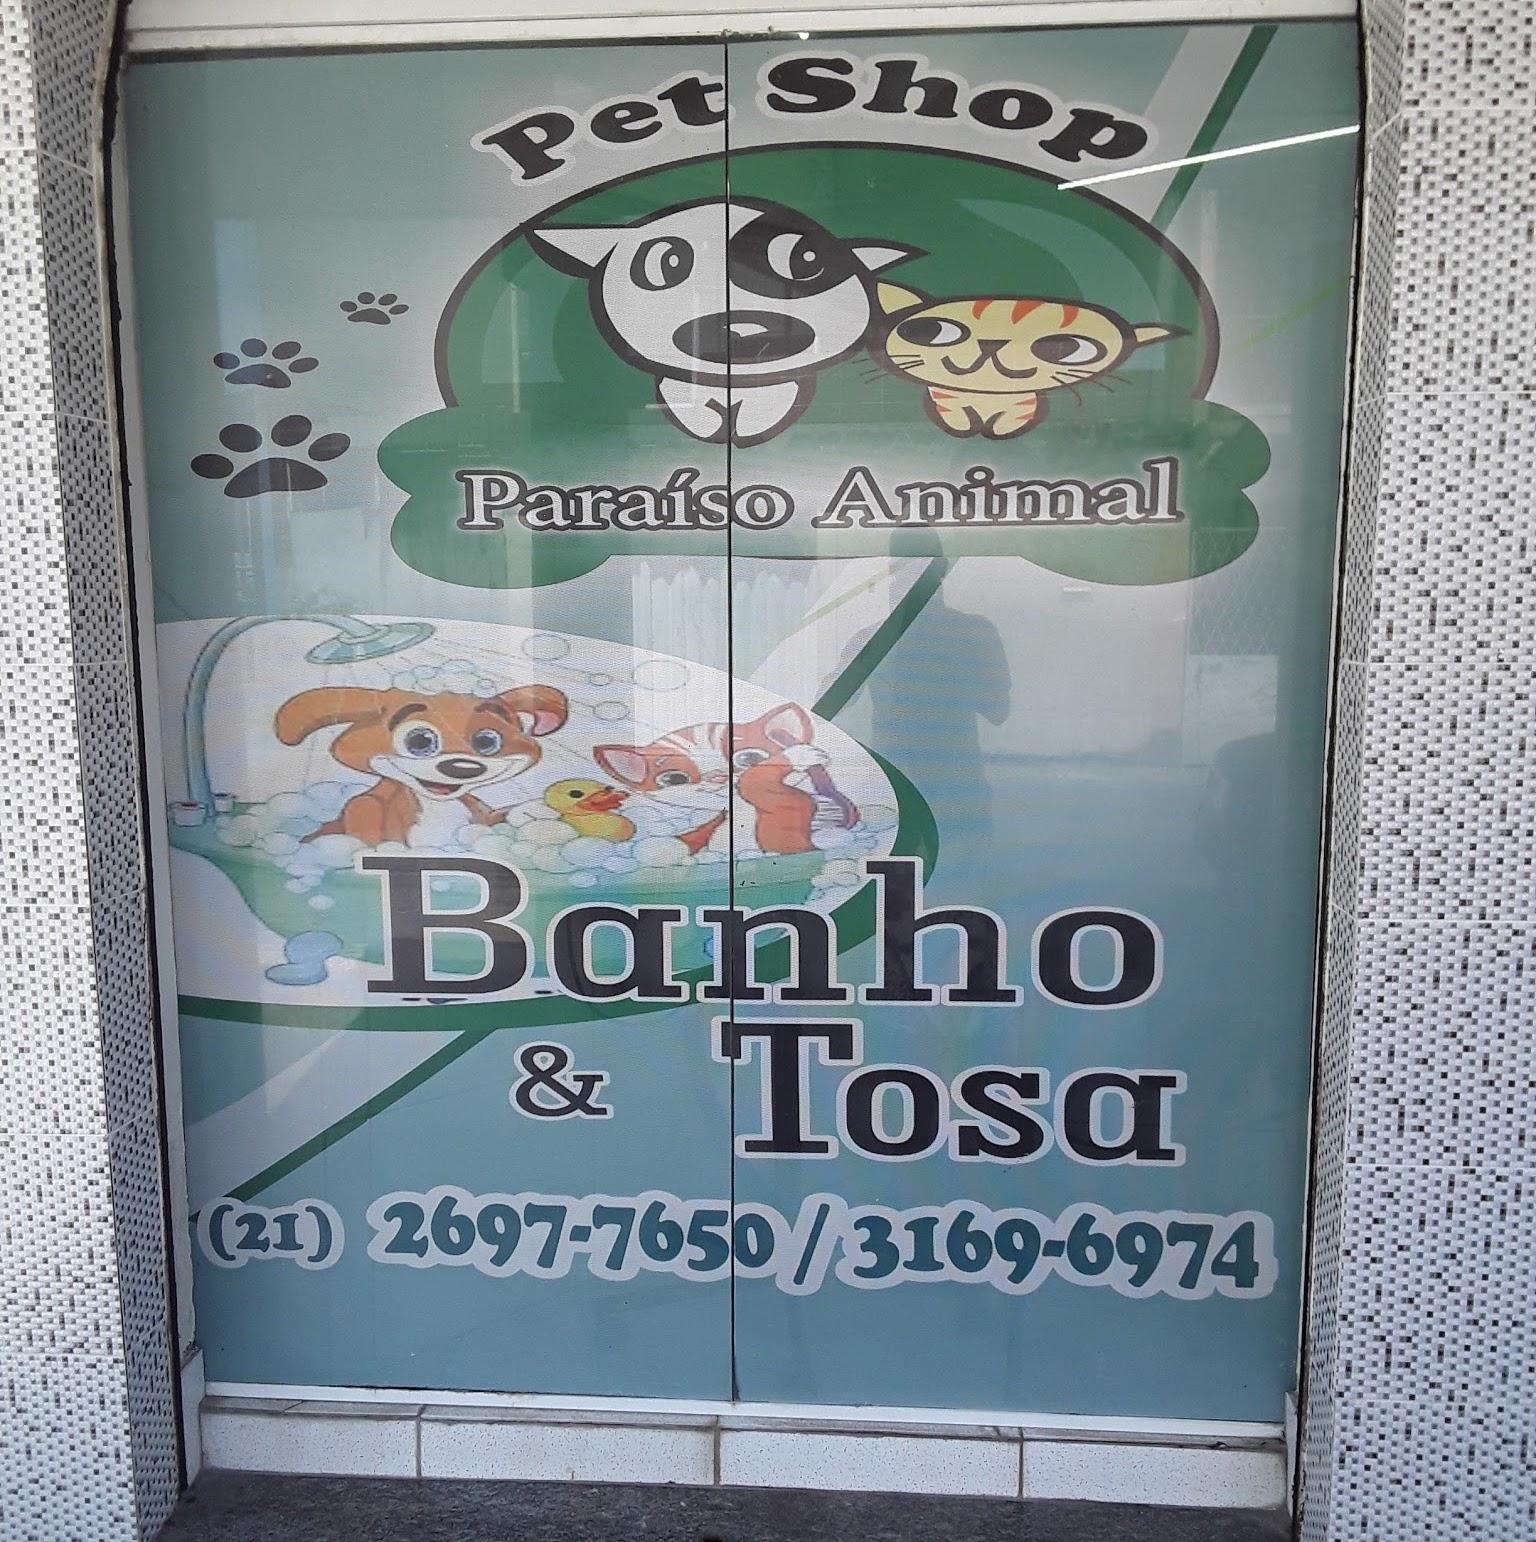 Pet Shop
Paraíso Animal
Banho
& Tosa
(21) 2697-7650 / 3169-6974